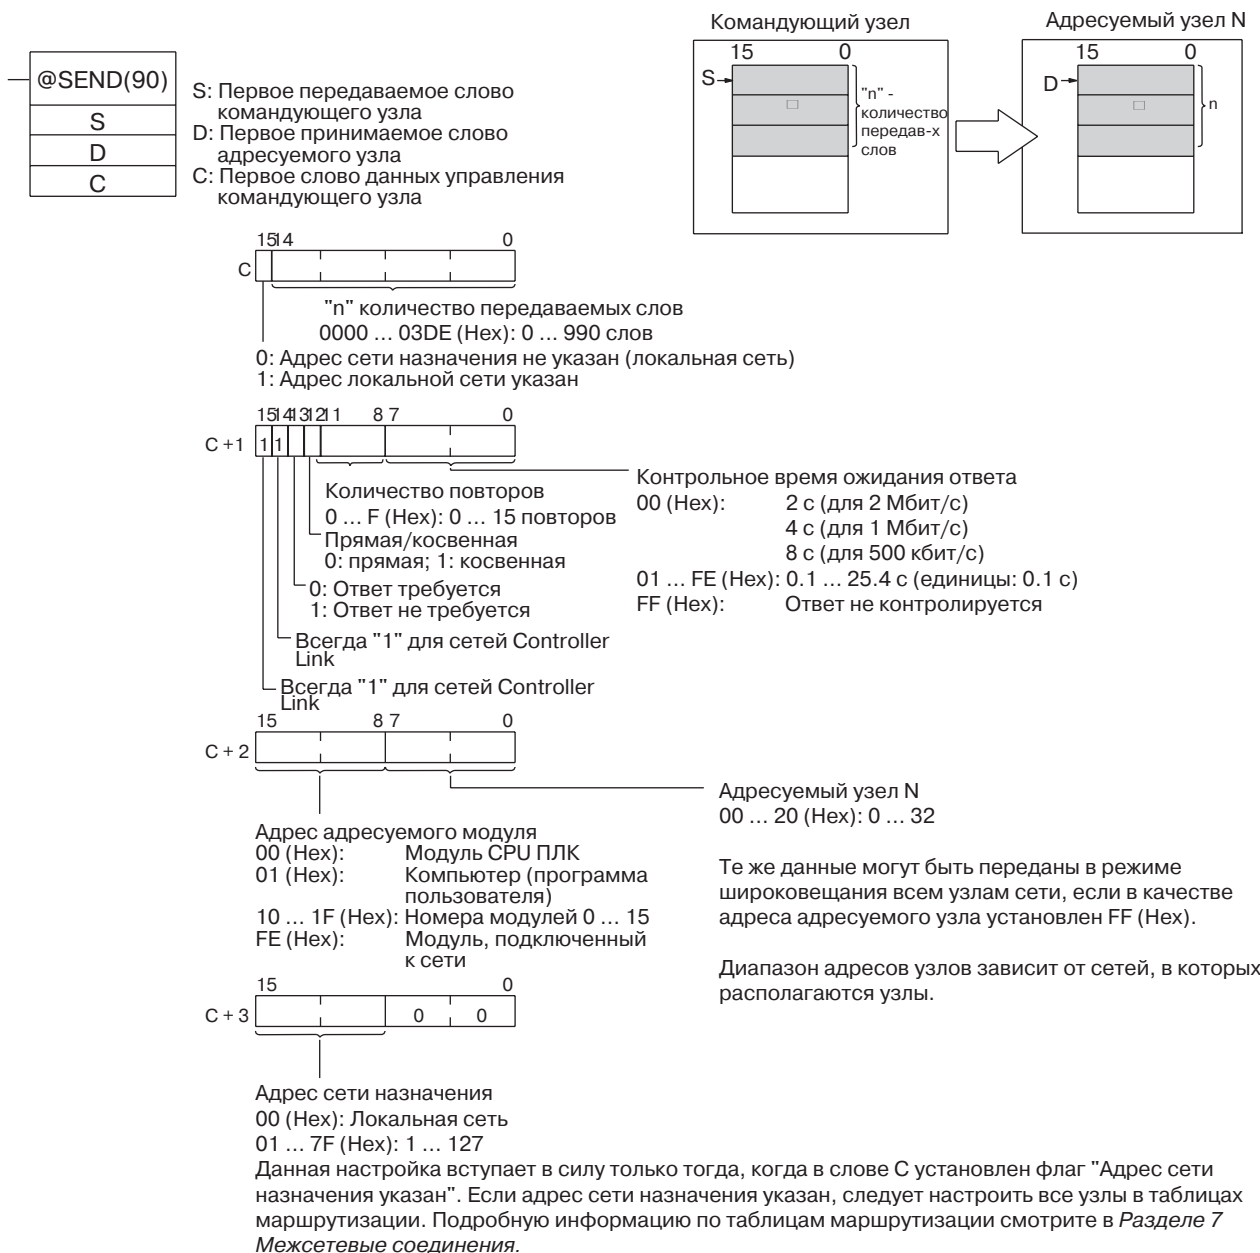 Командующий узел
Адресуемый узел N
@SEND(90)
S
D
C
S: Первое передаваемое слово
командующего узла
D: Первое принимаемое слово
адресуемого узла
C: Первое слово данных управления
командующего узла
15 0
S
"n" -
количество
передав-х
слов
15 0
D
n
15 14 0
C
"n" количество передаваемых слов
0000 ... 03DE (Hex): 0 ... 990 слов
0: Адрес сети назначения не указан (локальная сеть)
1: Адрес локальной сети указан
15 14 13 12 11 8 7 0
C +1 1 1
Контрольное время ожидания ответа
00 (Hex): 2 с (для 2 Мбит/с)
4 с (для 1 Мбит/с)
8 с (для 500 кбит/с)
01 ... FE (Hex): 0.1 ... 25.4 с (единицы: 0.1 с)
FF (Hex): Ответ не контролируется
Количество повторов
0 ... F (Hex): 0 ... 15 повторов
Прямая/косвенная
0: прямая; 1: косвенная
0: Ответ требуется
1: Ответ не требуется
Всегда "1" для сетей Controller
Link
Всегда "1" для сетей Controller
Link
15 8 7 0
C + 2
Адресуемый узел N
00 ... 20 (Hex): 0 ... 32
Те же данные могут быть переданы в режиме
широковещания всем узлам сети, если в качестве
адреса адресуемого узла установлен FF (Hex).
Диапазон адресов узлов зависит от сетей, в которых
располагаются узлы.
Адрес адресуемого модуля
00 (Hex): Модуль CPU ПЛК
01 (Hex): Компьютер (программа
пользователя)
10 ... 1F (Hex): Номера модулей 0 ... 15
FE (Hex): Модуль, подключенный
к сети
15 0
C + 3 0 0
Адрес сети назначения
00 (Hex): Локальная сеть
01 ... 7F (Hex): 1 ... 127
Данная настройка вступает в силу только тогда, когда в слове C установлен флаг "Адрес сети
назначения указан". Если адрес сети назначения указан, следует настроить все узлы в таблицах
маршрутизации. Подробную информацию по таблицам маршрутизации смотрите в Разделе 7
Межсетевые соединения.